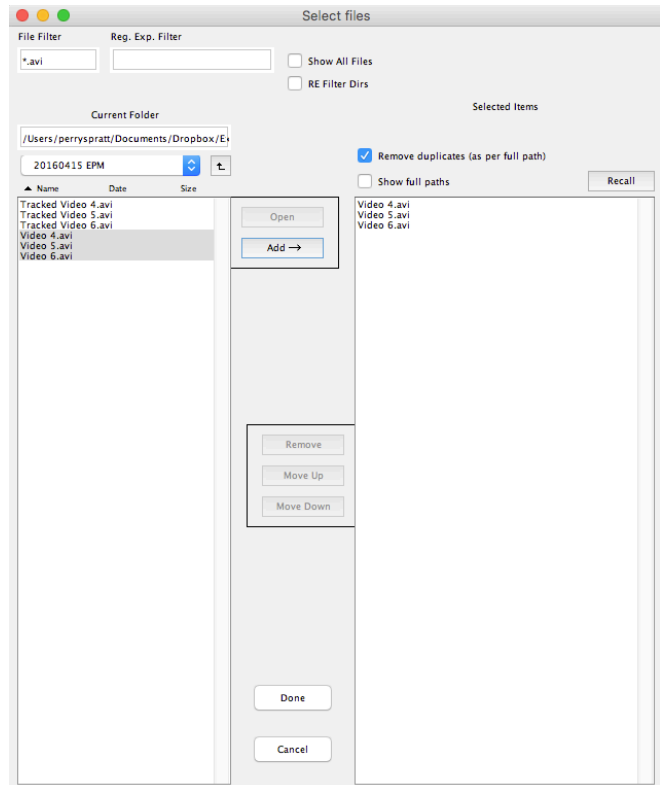 Select files
File Filter
Reg. Exp. Filter
*.avi
Show All Files
RE Filter Dirs
Selected Items
Current Folder
/Users/perryspratt/Documents/Dropbox/E
20160415 EPM
Remove duplicates (as per full path)
Show full paths
Recall
Name Date Size
Tracked Video 4.avi
Tracked Video 5.avi
Tracked Video 6.avi
Video 4.avi
Video 5.avi
Video 6.avi
Open
Add →
Video 4.avi
Video 5.avi
Video 6.avi
Remove
Move Up
Move Down
Done
Cancel